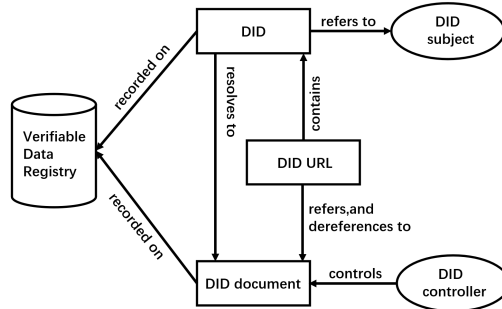 DID
refers to
DID
subject
recorded on
resolves to
contains
Verifiable
Data
Registry
DID URL
refers,and
dereferences to
recorded on
DID document
controls
DID
controller